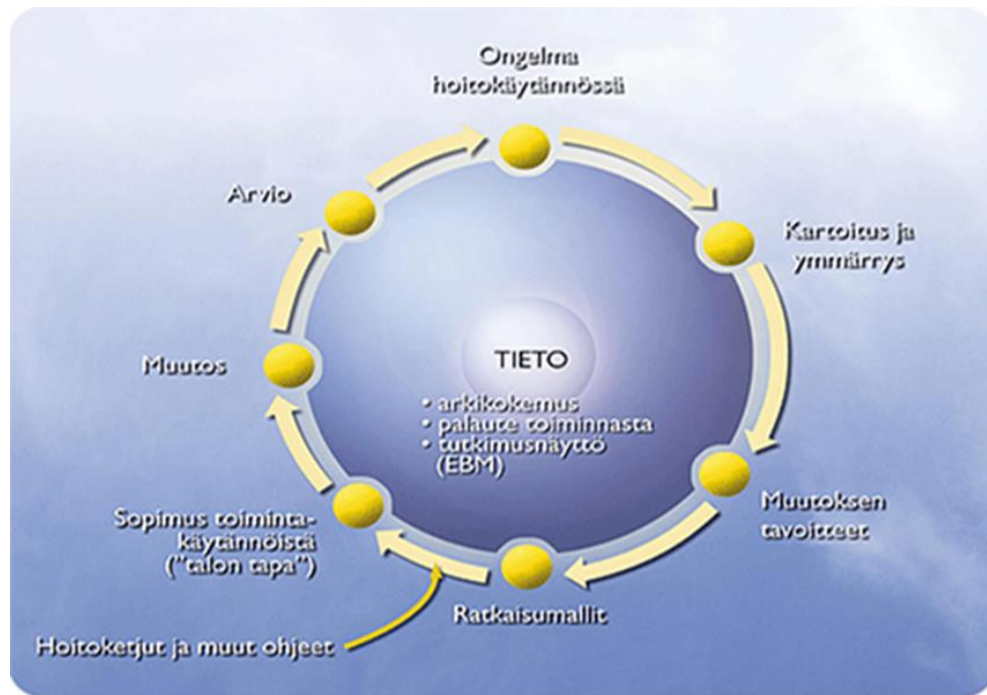 Ongelma
hoitokäytännössä
Kartoitus ja
ymmärrys
Muutoksen
tavoitteet
Ratkaisumallit
Sopimus toiminta-
käytännöistä
("talon tapa")
Hoitoketjut ja muut ohjeet
Muutos
Arvio
TIETO
• arkikokemus
• palaute toiminnasta
• tutkimusnäyttö
(EBM)